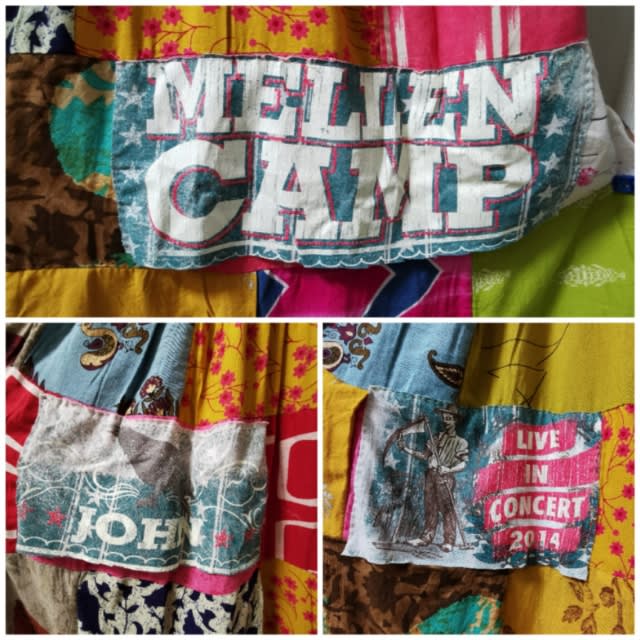 MELLEN
CAMP
JOHN
LIVE
IN
CONCERT
2014